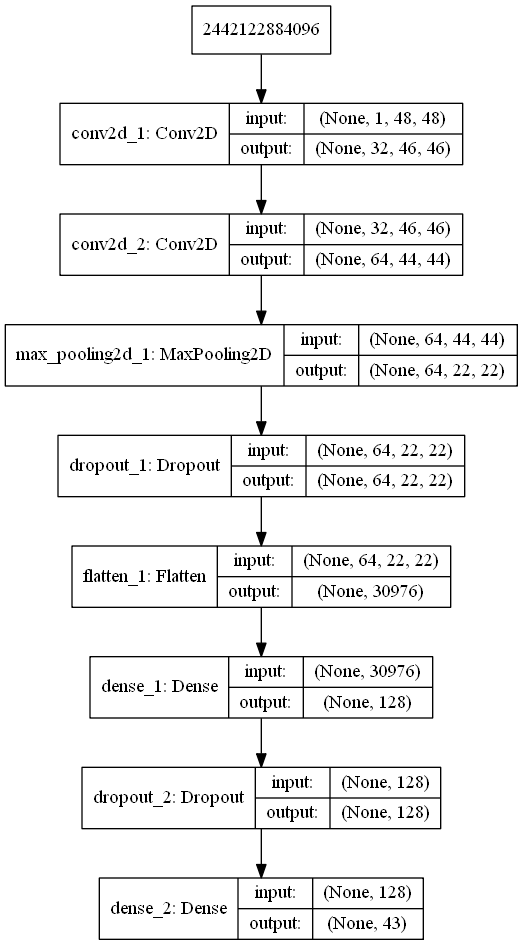 2442122884096
conv2d_1: Conv2D
input:
(None, 1, 48, 48)
output:
(None, 32, 46, 46)
conv2d_2: Conv2D
input:
(None, 32, 46, 46)
output:
(None, 64, 44, 44)
max_pooling2d_1: MaxPooling2D
input:
(None, 64, 44, 44)
output:
(None, 64, 22, 22)
dropout_1: Dropout
input:
(None, 64, 22, 22)
output:
(None, 64, 22, 22)
flatten_1: Flatten
input:
(None, 64, 22, 22)
output:
(None, 30976)
dense_1: Dense
input:
(None, 30976)
output:
(None, 128)
dropout_2: Dropout
input:
(None, 128)
output:
(None, 128)
dense_2: Dense
input:
(None, 128)
output:
(None, 43)